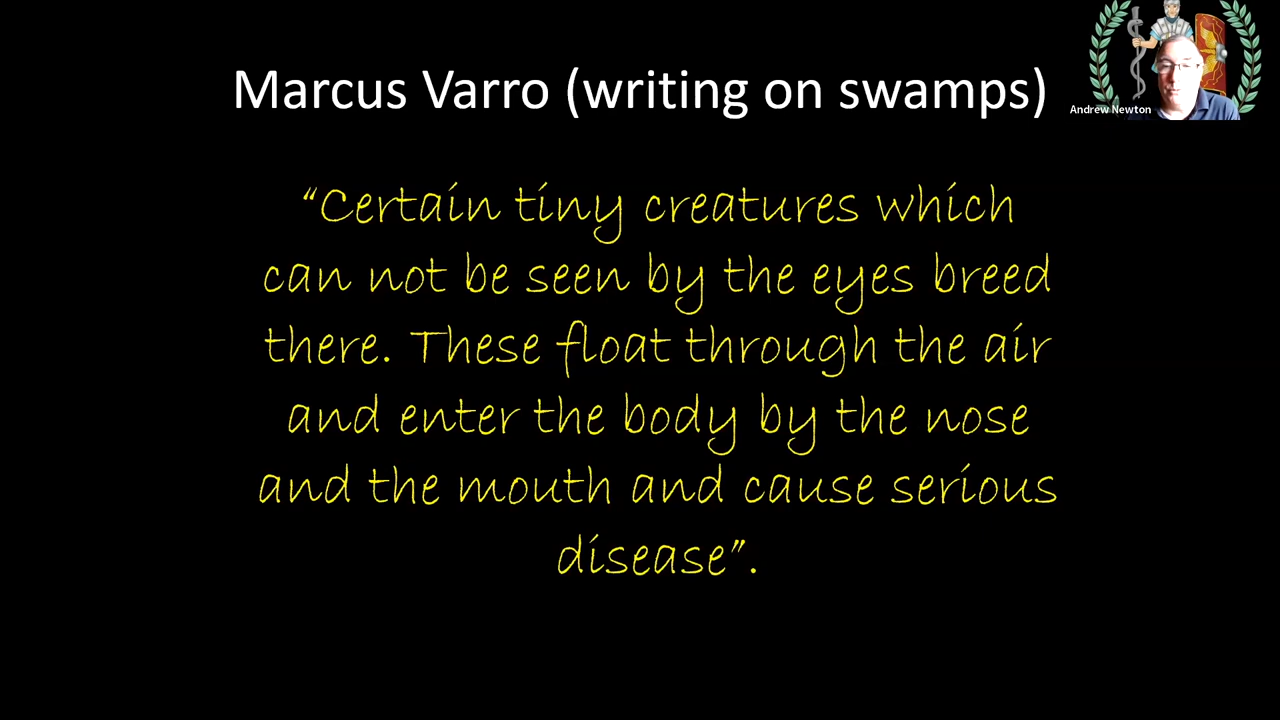 Marcus Varro (writing on swamps)
Andrew Newton
“Certain tiny creatures which
can not be seen by the eyes breed
there. These float through the air
and enter the body by the nose
and the mouth and cause serious
disease”.